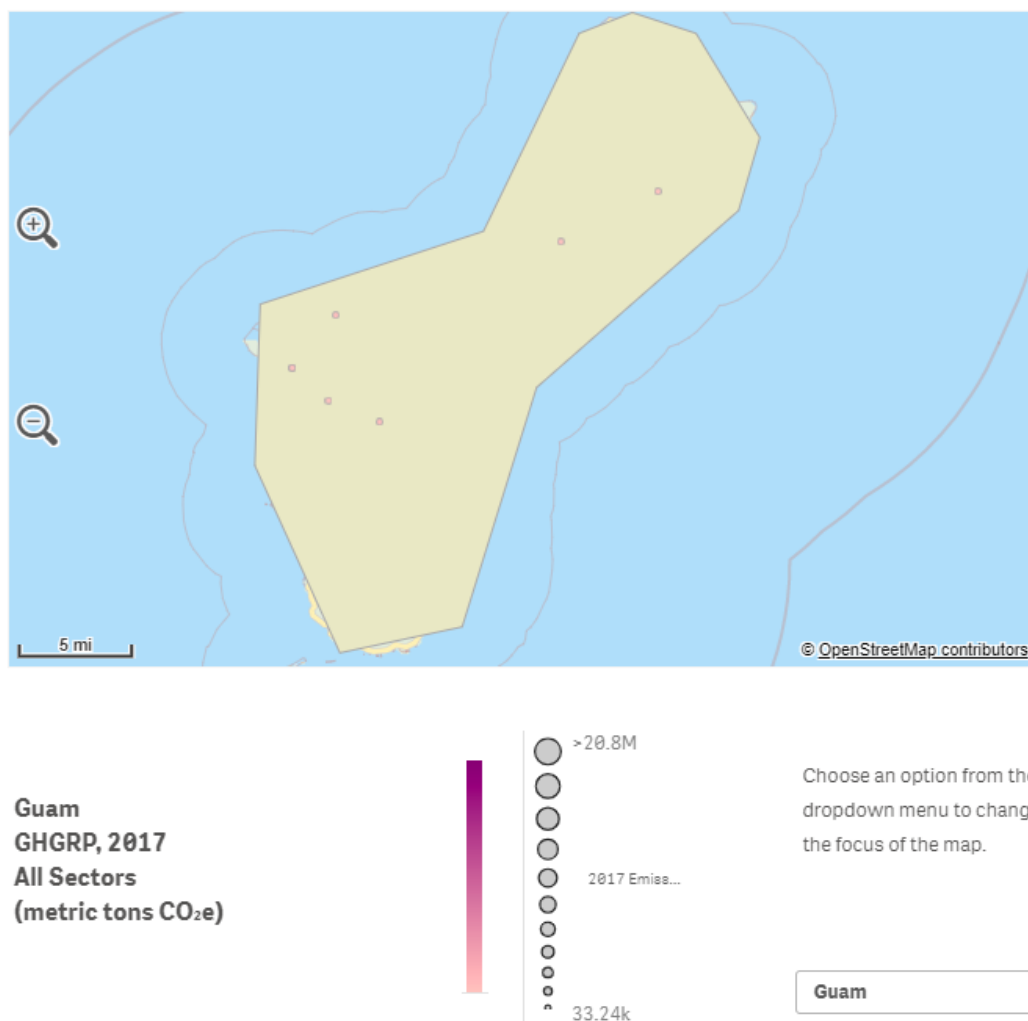 5 mi
© OpenStreetMap contributors
Guam
GHGRP, 2017
All Sectors
(metric tons CO₂e)
>20.8M
2017 Emiss...
33.24k
Choose an option from the
dropdown menu to chang
the focus of the map.
Guam